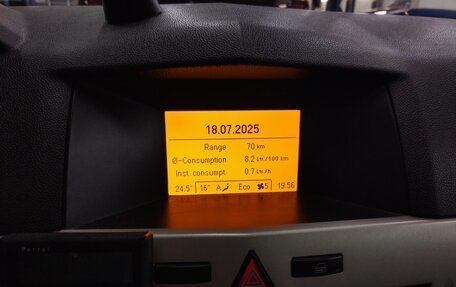 18.07.2025
Range 70 km
Ø-Consumption 8.2 Ltr./100 km
Inst consumpt 0.7 Ltr./h
24.5° 16° A Eco 5 19:56
Parrot